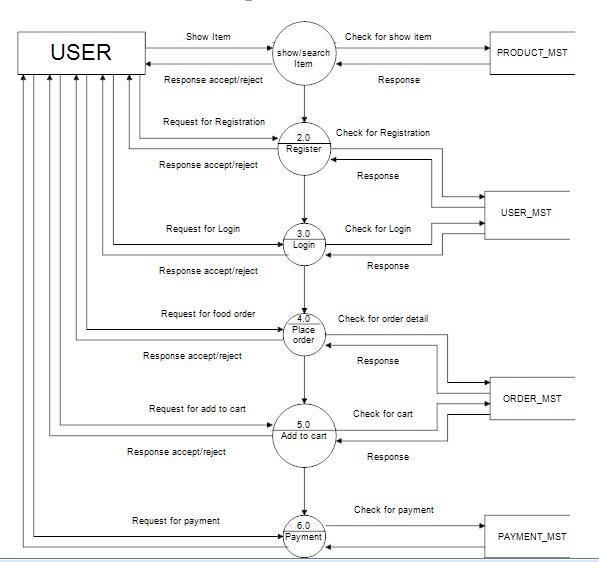 Show Item
Check for show item
USER
show/search
Item
PRODUCT_MST
Response accept/reject
Response
Request for Registration
Check for Registration
2.0
Register
Response accept/reject
Response
USER_MST
Request for Login
Check for Login
3.0
Login
Response accept/reject
Response
Request for food order
Check for order detail
4.0
Place
order
Response accept/reject
Response
ORDER_MST
Request for add to cart
Check for cart
5.0
Add to cart
Response accept/reject
Response
Request for payment
Check for payment
6.0
Payment
PAYMENT_MST